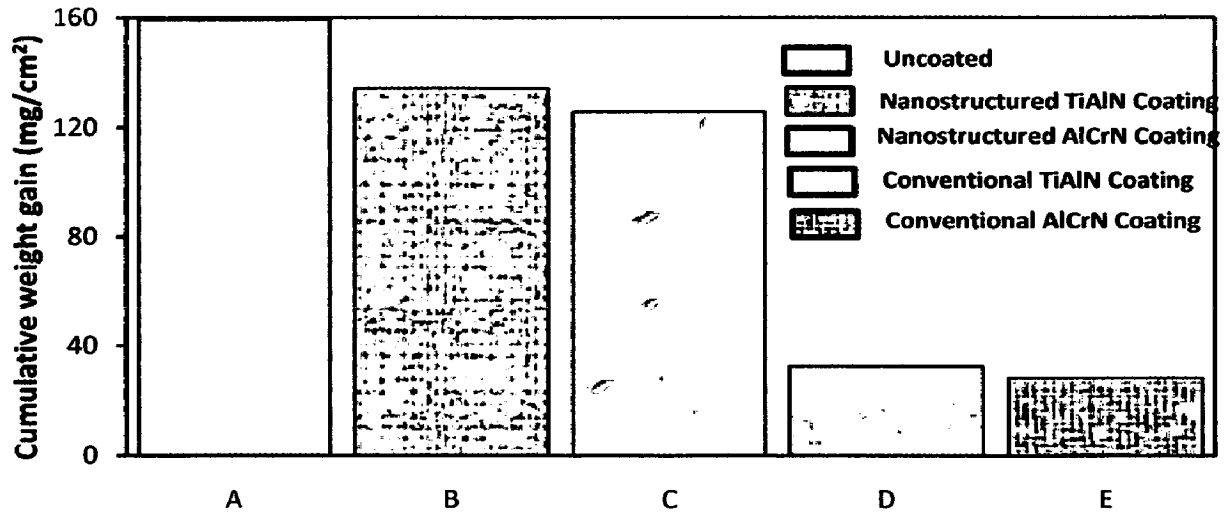 Cumulative weight gain (mg/cm²)
160
120
80
40
0
Uncoated
Nanostructured TiAlN Coating
Nanostructured AlCrN Coating
Conventional TiAlN Coating
Conventional AlCrN Coating
A B C D E